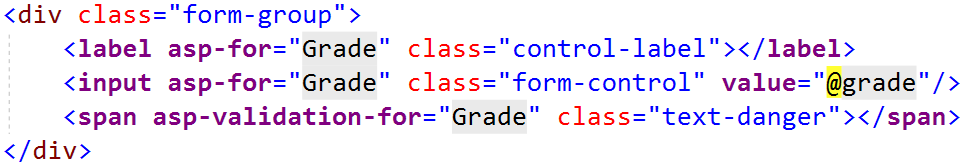 <div class="form-group">
    <label asp-for="Grade" class="control-label"></label>
    <input asp-for="Grade" class="form-control" value="@grade"/>
    <span asp-validation-for="Grade" class="text-danger"></span>
</div>